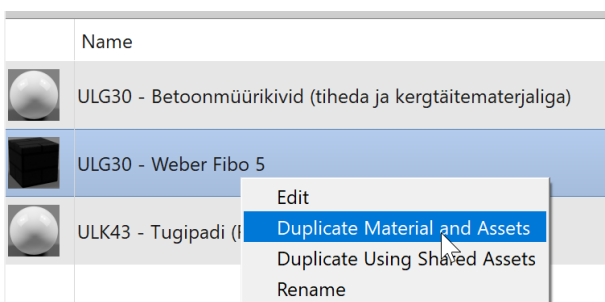 Name
ULG30 - Betoonmüürikivid (tiheda ja kergtäitematerjaliga)
ULG30 - Weber Fibo 5
Edit
ULK43 - Tugipadi (
Duplicate Material and Assets
Duplicate Using Shared Assets
Rename